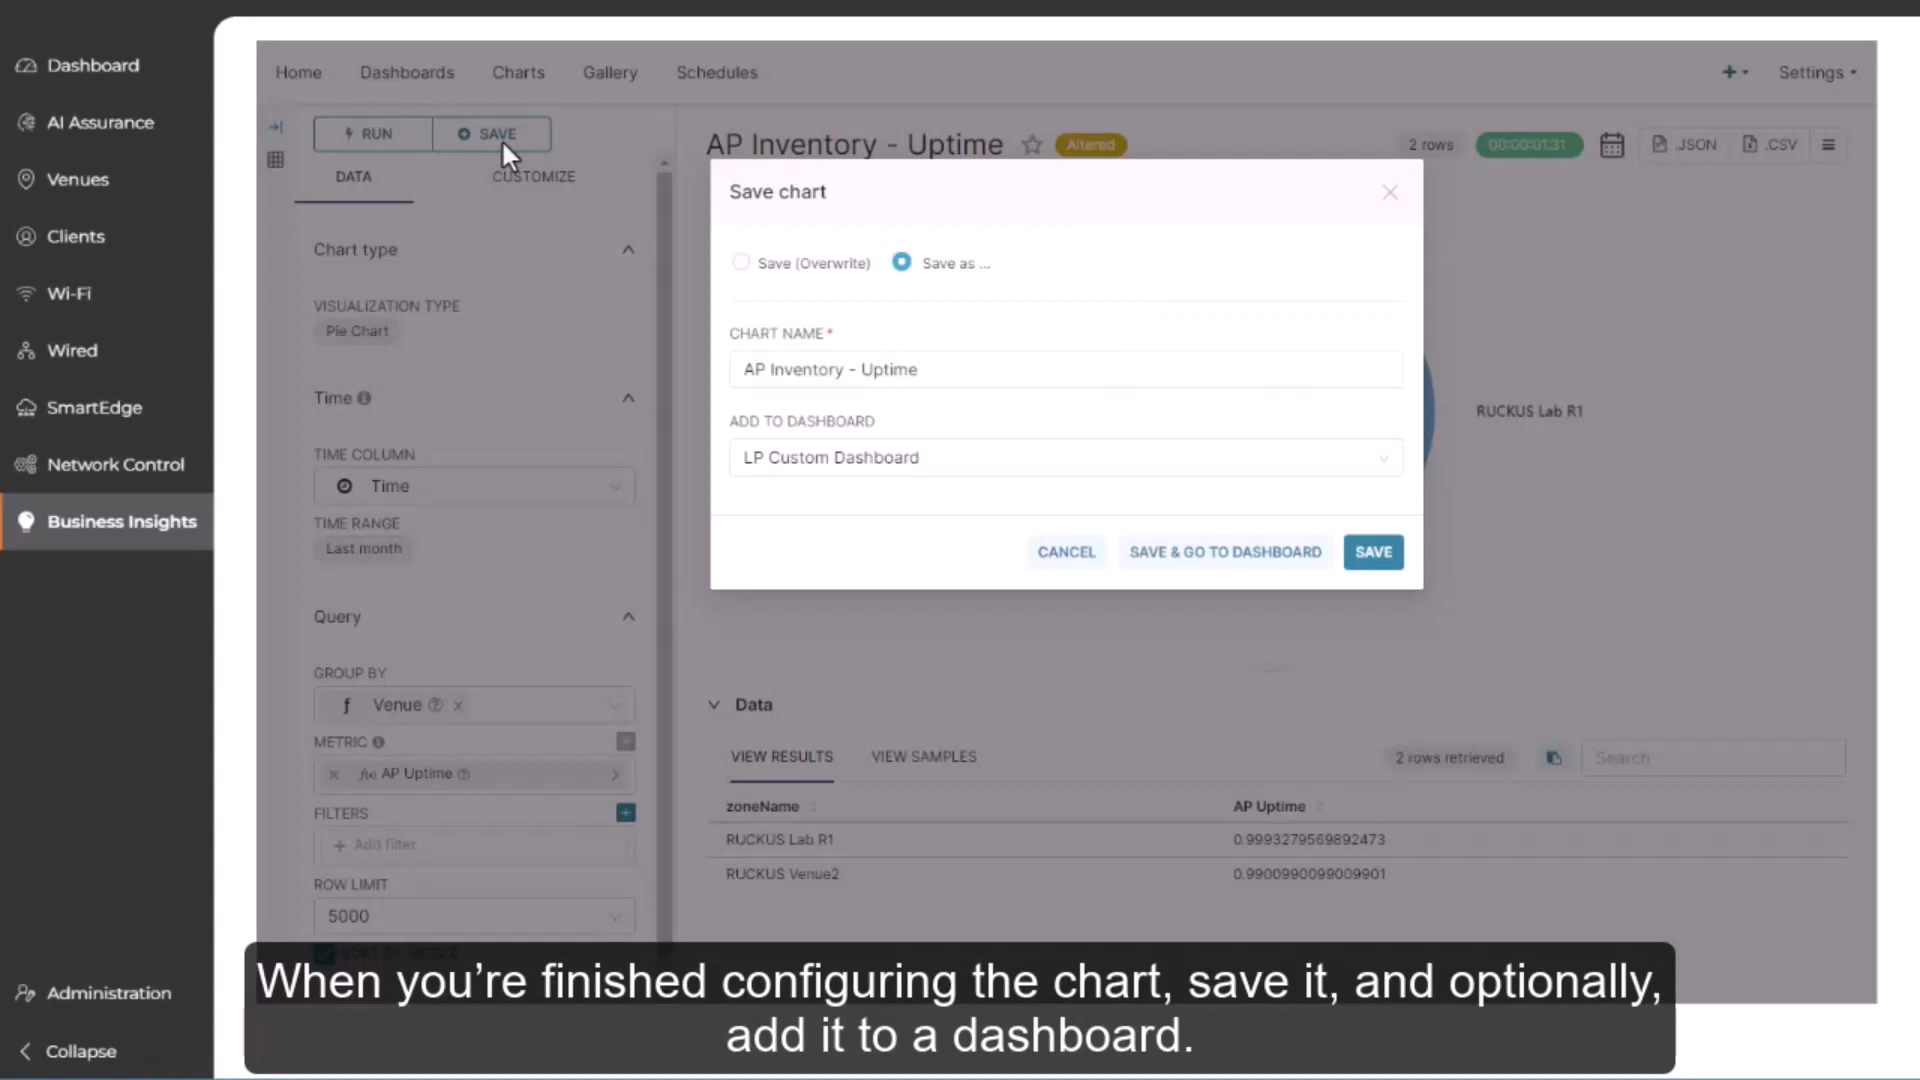 Dashboard
AI Assurance
Venues
Clients
Wi-Fi
Wired
SmartEdge
Network Control
Business Insights
Administration
Collapse
Home Dashboards Charts Gallery Schedules
+ Settings
RUN SAVE
DATA CUSTOMIZE
Chart type
VISUALIZATION TYPE
Pie Chart
Time
TIME COLUMN
Time
TIME RANGE
Last month
Query
GROUP BY
f Venue
METRIC
f(x) AP Uptime
FILTERS
+ Add filter
ROW LIMIT
5000
AP Inventory - Uptime Altered 2 rows 00:00:01.31 .JSON .CSV
Save chart
Save (Overwrite) Save as ...
CHART NAME *
AP Inventory - Uptime
ADD TO DASHBOARD
LP Custom Dashboard
CANCEL SAVE & GO TO DASHBOARD SAVE
RUCKUS Lab R1
Data
VIEW RESULTS VIEW SAMPLES 2 rows retrieved Search
zoneName AP Uptime
RUCKUS Lab R1 0.9993279569892473
RUCKUS Venue2 0.9900990099009901
When you’re finished configuring the chart, save it, and optionally,
add it to a dashboard.